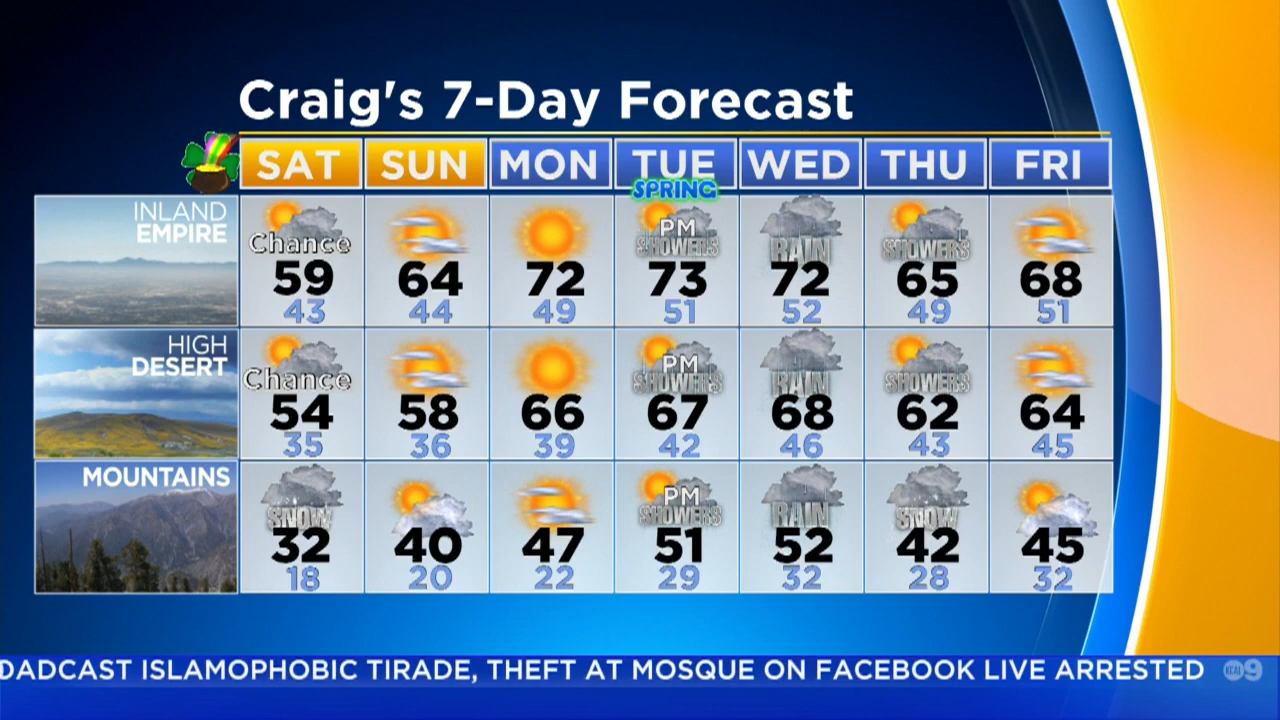 Craig's 7-Day Forecast
SAT SUN MON TUE WED THU FRI
SPRING
INLAND
EMPIRE
Chance PM SHOWERS RAIN SHOWERS
59 64 72 73 72 65 68
43 44 49 51 52 49 51
HIGH
DESERT
Chance PM SHOWERS RAIN SHOWERS
54 58 66 67 68 62 64
35 36 39 42 46 43 45
MOUNTAINS
SNOW PM SHOWERS RAIN SNOW
32 40 47 51 52 42 45
18 20 22 29 32 28 32
DADCAST ISLAMOPHOBIC TIRADE, THEFT AT MOSQUE ON FACEBOOK LIVE ARRESTED KCAL 9